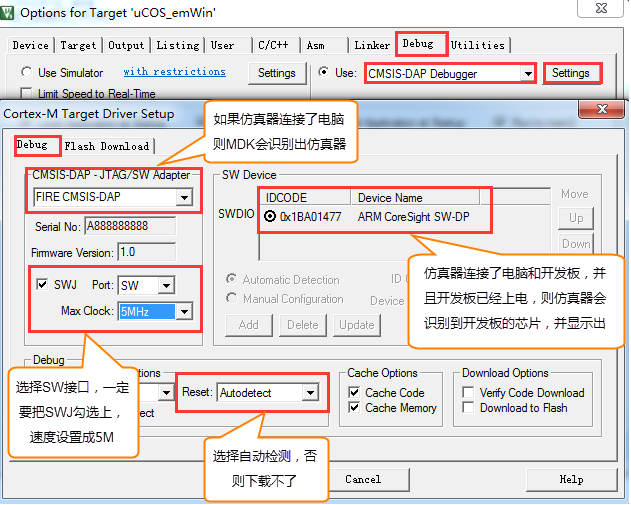 Options for Target 'uCOS_emWin'
Device Target Output Listing User C/C++ Asm Linker Debug Utilities
Use Simulator with restrictions Settings Use: CMSIS-DAP Debugger Settings
Limit Speed to Real-Time
Cortex-M Target Driver Setup
如果仿真器连接了电脑
则MDK会识别出仿真器
Debug Flash Download
CMSIS-DAP - JTAG/SW Adapter
FIRE CMSIS-DAP
Serial No: A888888888
Firmware Version: 1.0
SWJ Port: SW
Max Clock: 5MHz
SW Device
IDCODE Device Name Move
SWDIO 0x1BA01477 ARM CoreSight SW-DP Up
Down
仿真器连接了电脑和开发板，并
且开发板已经上电，则仿真器会
识别到开发板的芯片，并显示出
Automatic Detection ID
Manual Configuration Device
Add Delete Update
Debug
选择SW接口，一定
要把SWJ勾选上，
速度设置成5M
Reset: Autodetect
选择自动检测，否
则下载不了
Cache Options
Cache Code
Cache Memory
Download Options
Verify Code Download
Download to Flash
Cancel Help